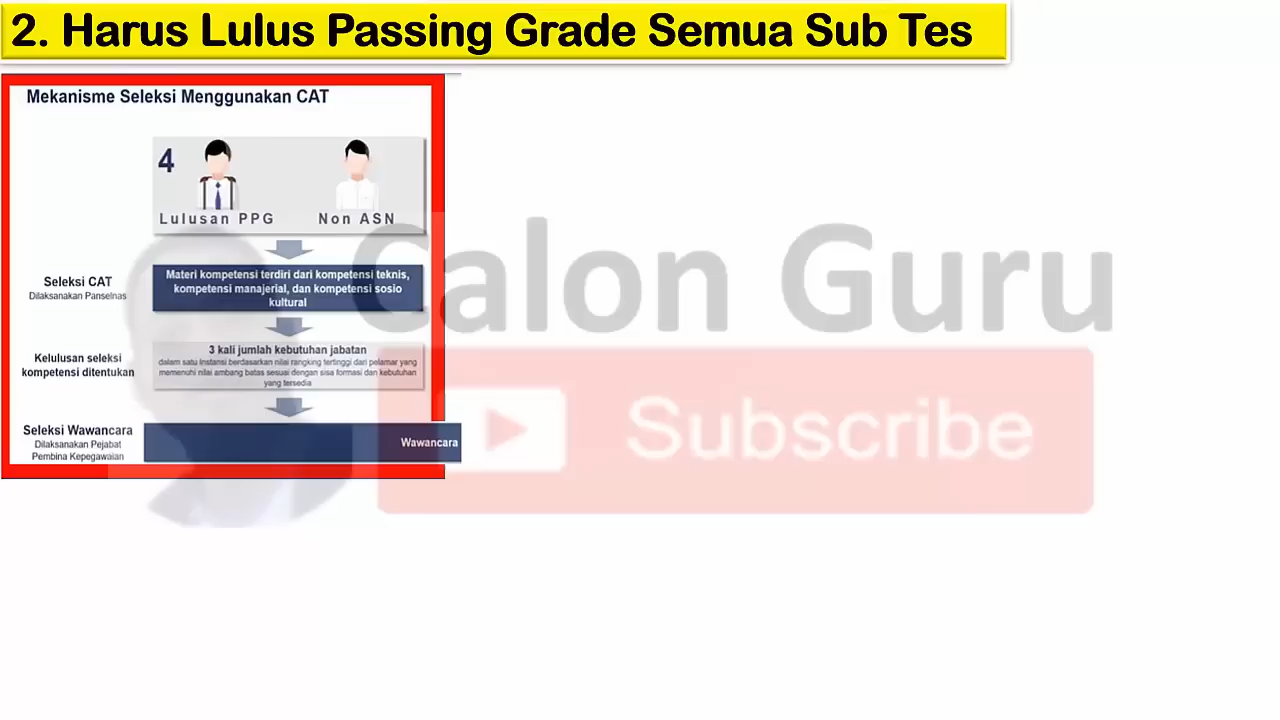 2. Harus Lulus Passing Grade Semua Sub Tes
Mekanisme Seleksi Menggunakan CAT
4
Lulusan PPG
Non ASN
Seleksi CAT
Dilaksanakan Panselnas
Materi kompetensi terdiri dari kompetensi teknis,
kompetensi manajerial, dan kompetensi sosio
kultural
Kelulusan seleksi
kompetensi ditentukan
3 kali jumlah kebutuhan jabatan
dalam satu Instansi berdasarkan nilai rangking tertinggi dari pelamar yang
memenuhi nilai ambang batas sesuai dengan sisa formasi dan kebutuhan
yang tersedia
Seleksi Wawancara
Dilaksanakan Pejabat
Pembina Kepegawaian
Wawancara
Calon Guru
Subscribe